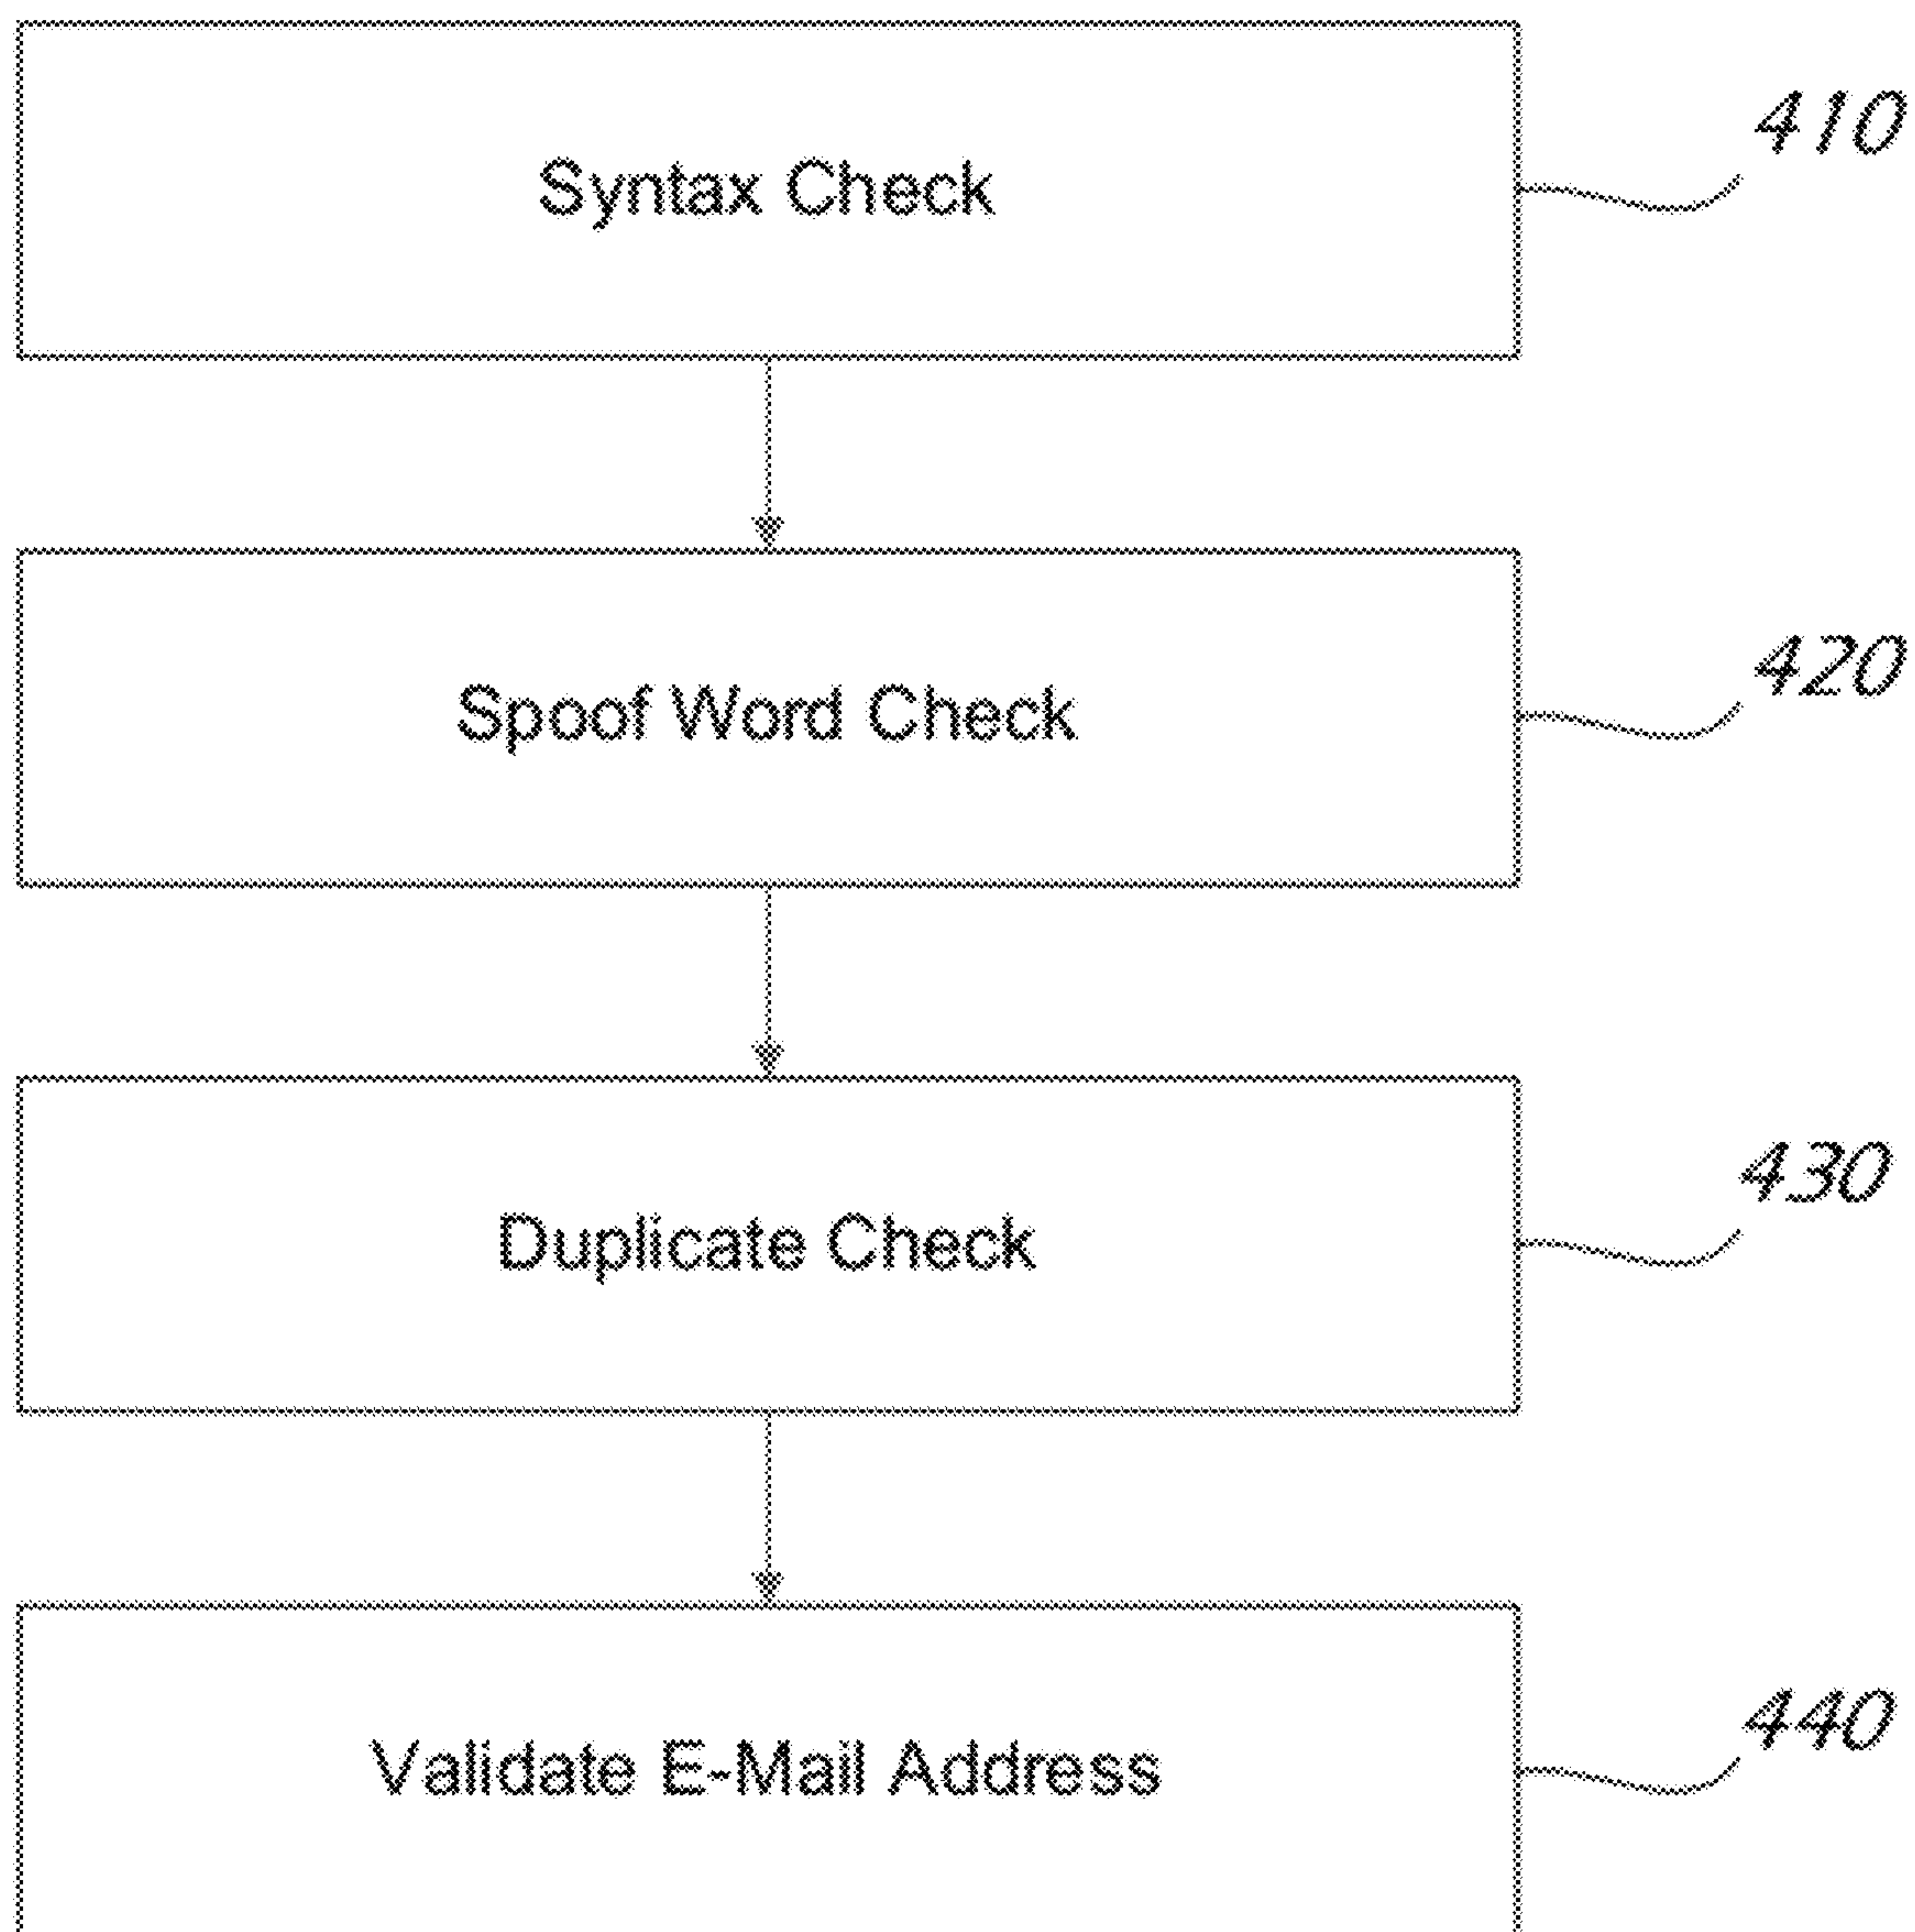 Syntax Check
410
Spoof Word Check
420
Duplicate Check
430
Validate E-Mail Address
440